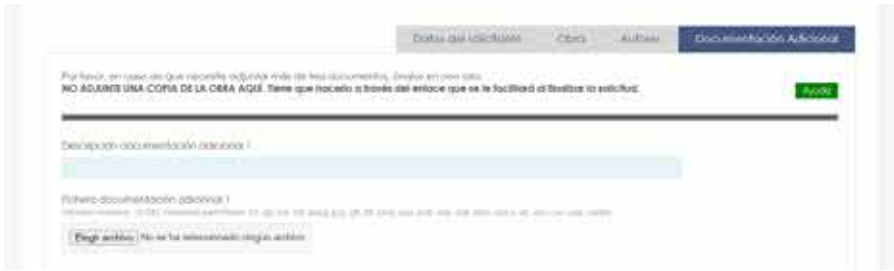 Datos del solicitante Obra Autores Documentación Adicional
Por favor, en caso de que necesite adjuntar más de tres documentos, únalos en uno solo.
NO ADJUNTE UNA COPIA DE LA OBRA AQUÍ. Tiene que hacerlo a través del enlace que se le facilitará al finalizar la solicitud.
Ayuda
Descripción documentación adicional 1
Fichero documentación adicional 1
Elegir archivo No se ha seleccionado ningún archivo